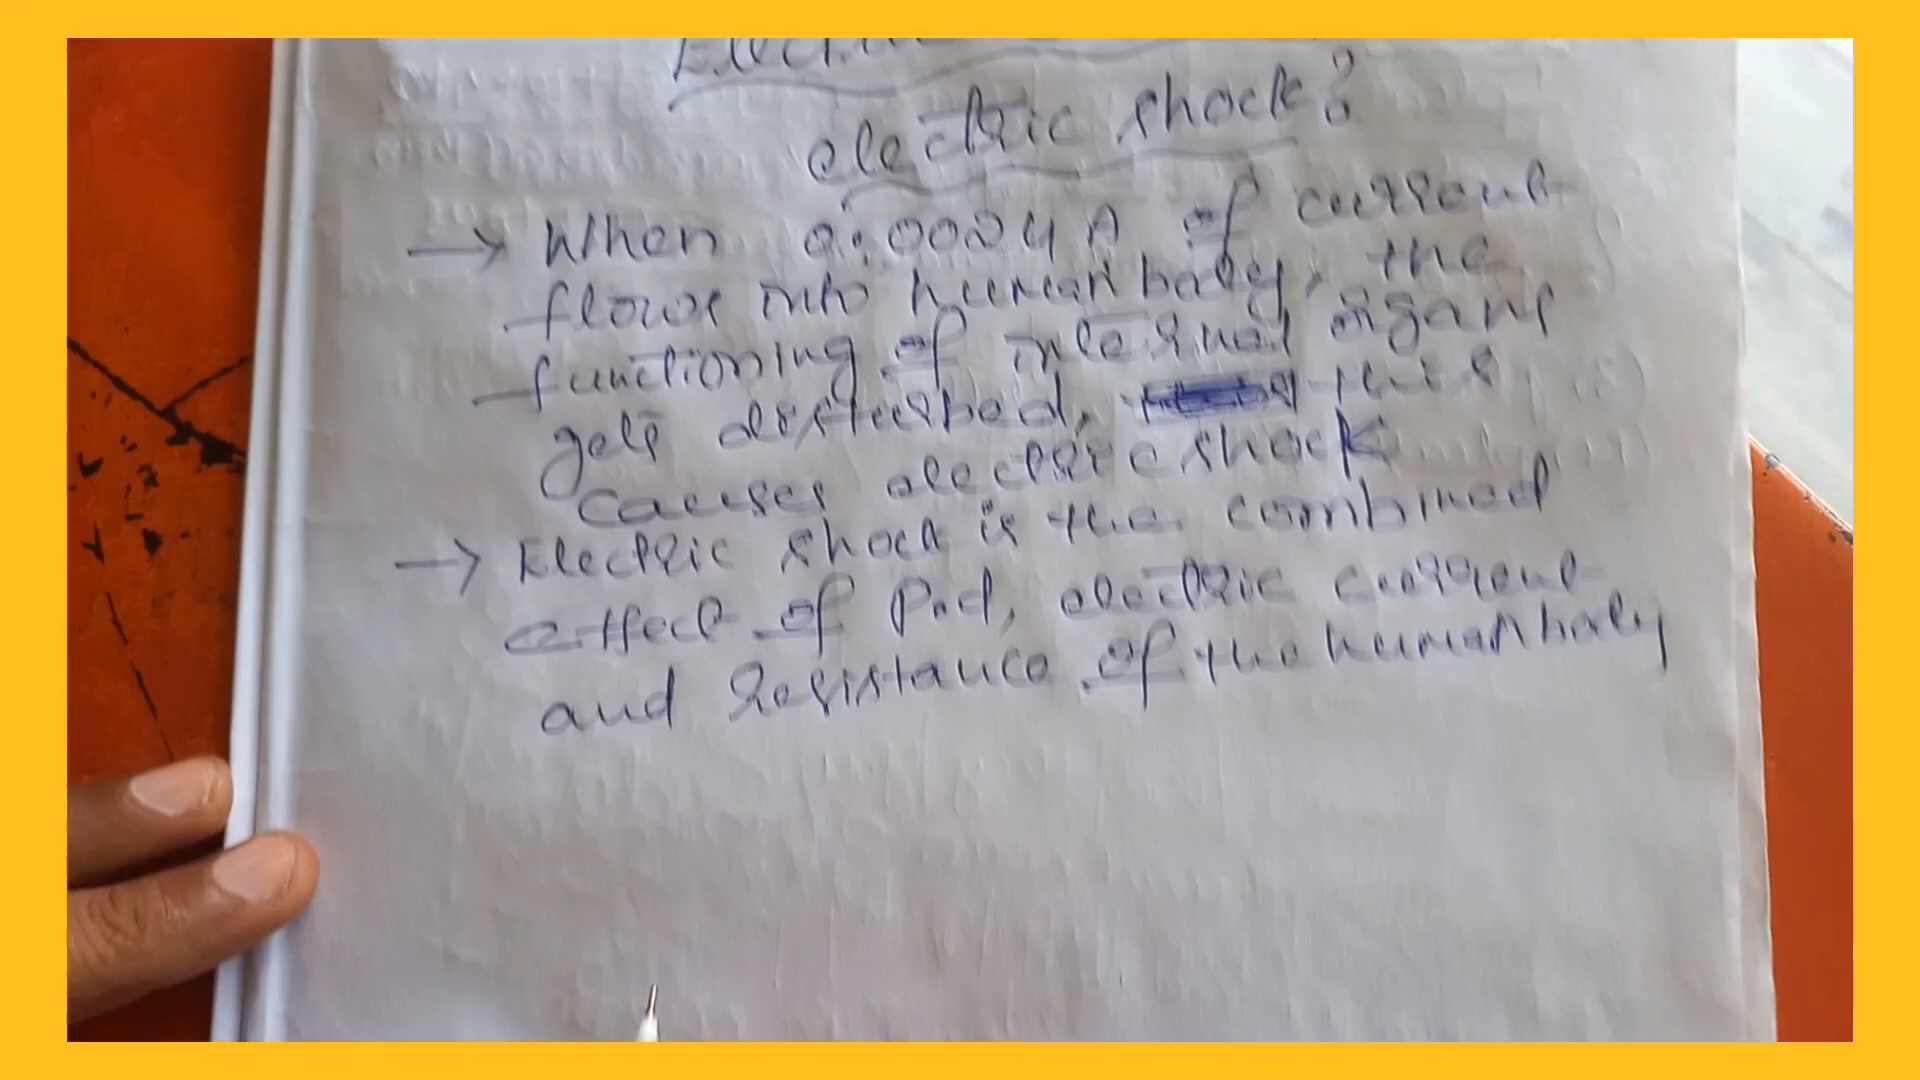 electric shock?
→ When 0.0024 A of current
flows into human body, the
functioning of internal organs
gets disturbed, this
causes electric shock
→ Electric shock is the combined
effect of P.d, electric current
and resistance of the human body